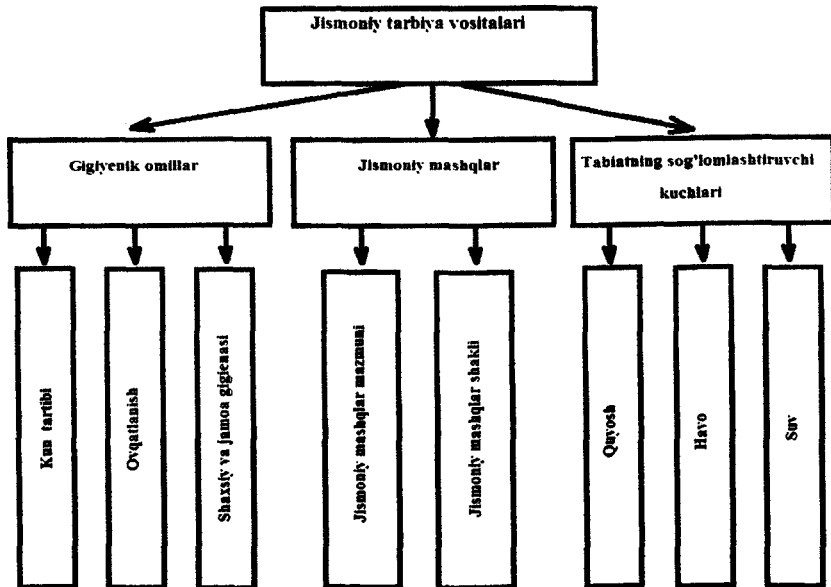 Jismoniy tarbiya vositalari
Gigiyenik omillar
Jismoniy mashqlar
Tabiatning sog'lomlashtiruvchi
kuchlari
Kun tartibi
Ovqatlanish
Shaxsiy va jamoa gigienasi
Jismoniy mashqlar mazmuni
Jismoniy mashqlar shakli
Quyosh
Havo
Suv